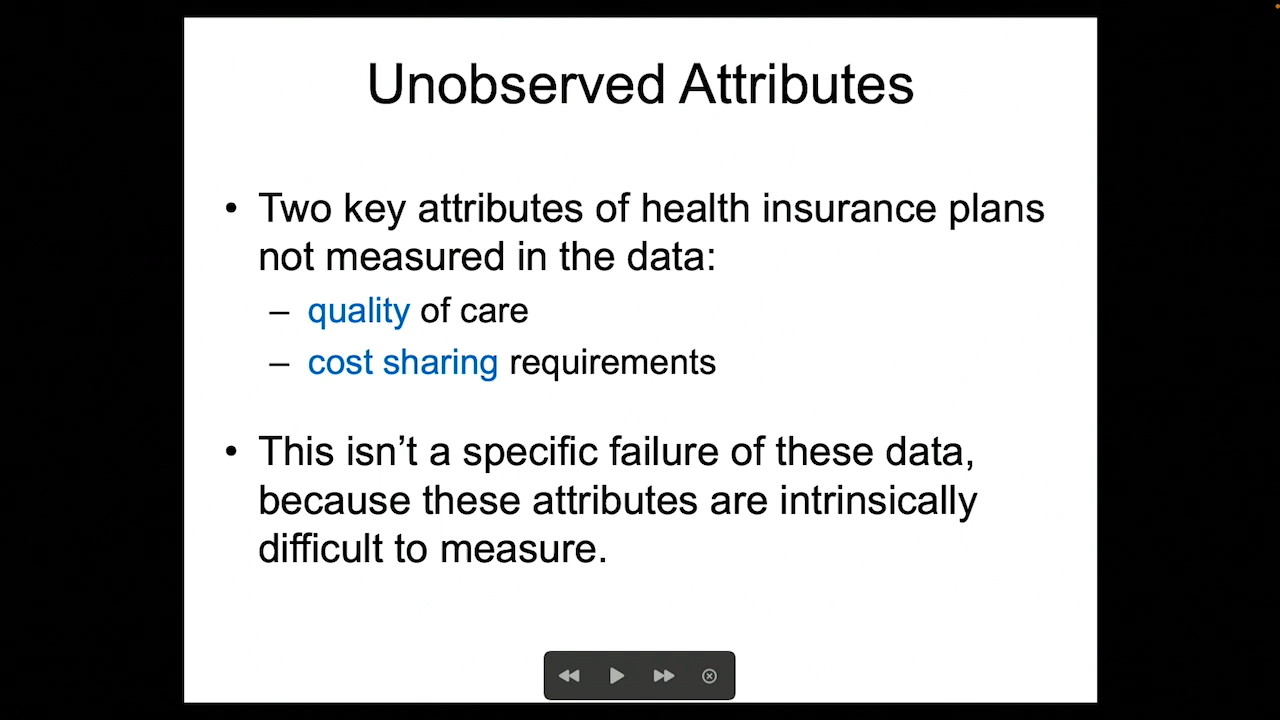 Unobserved Attributes
• Two key attributes of health insurance plans
not measured in the data:
– quality of care
– cost sharing requirements
• This isn’t a specific failure of these data,
because these attributes are intrinsically
difficult to measure.